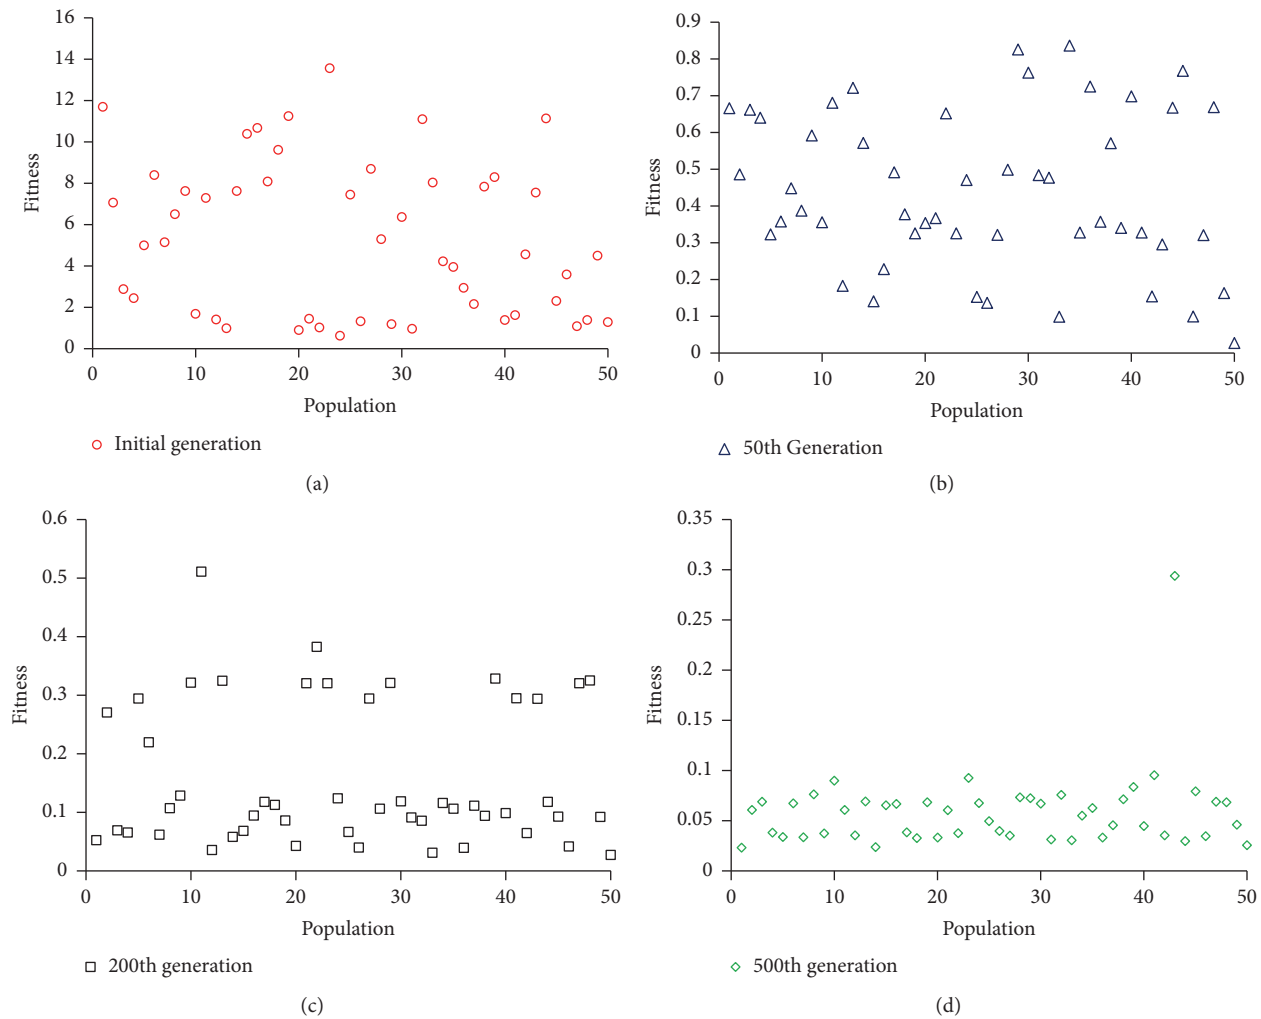 16
14
12
10
8
6
4
2
0
Fitness
0 10 20 30 40 50
Population
Initial generation
(a)
0.9
0.8
0.7
0.6
0.5
0.4
0.3
0.2
0.1
0
Fitness
0 10 20 30 40 50
Population
50th Generation
(b)
0.6
0.5
0.4
0.3
0.2
0.1
0
Fitness
0 10 20 30 40 50
Population
200th generation
(c)
0.35
0.3
0.25
0.2
0.15
0.1
0.05
0
Fitness
0 10 20 30 40 50
Population
500th generation
(d)